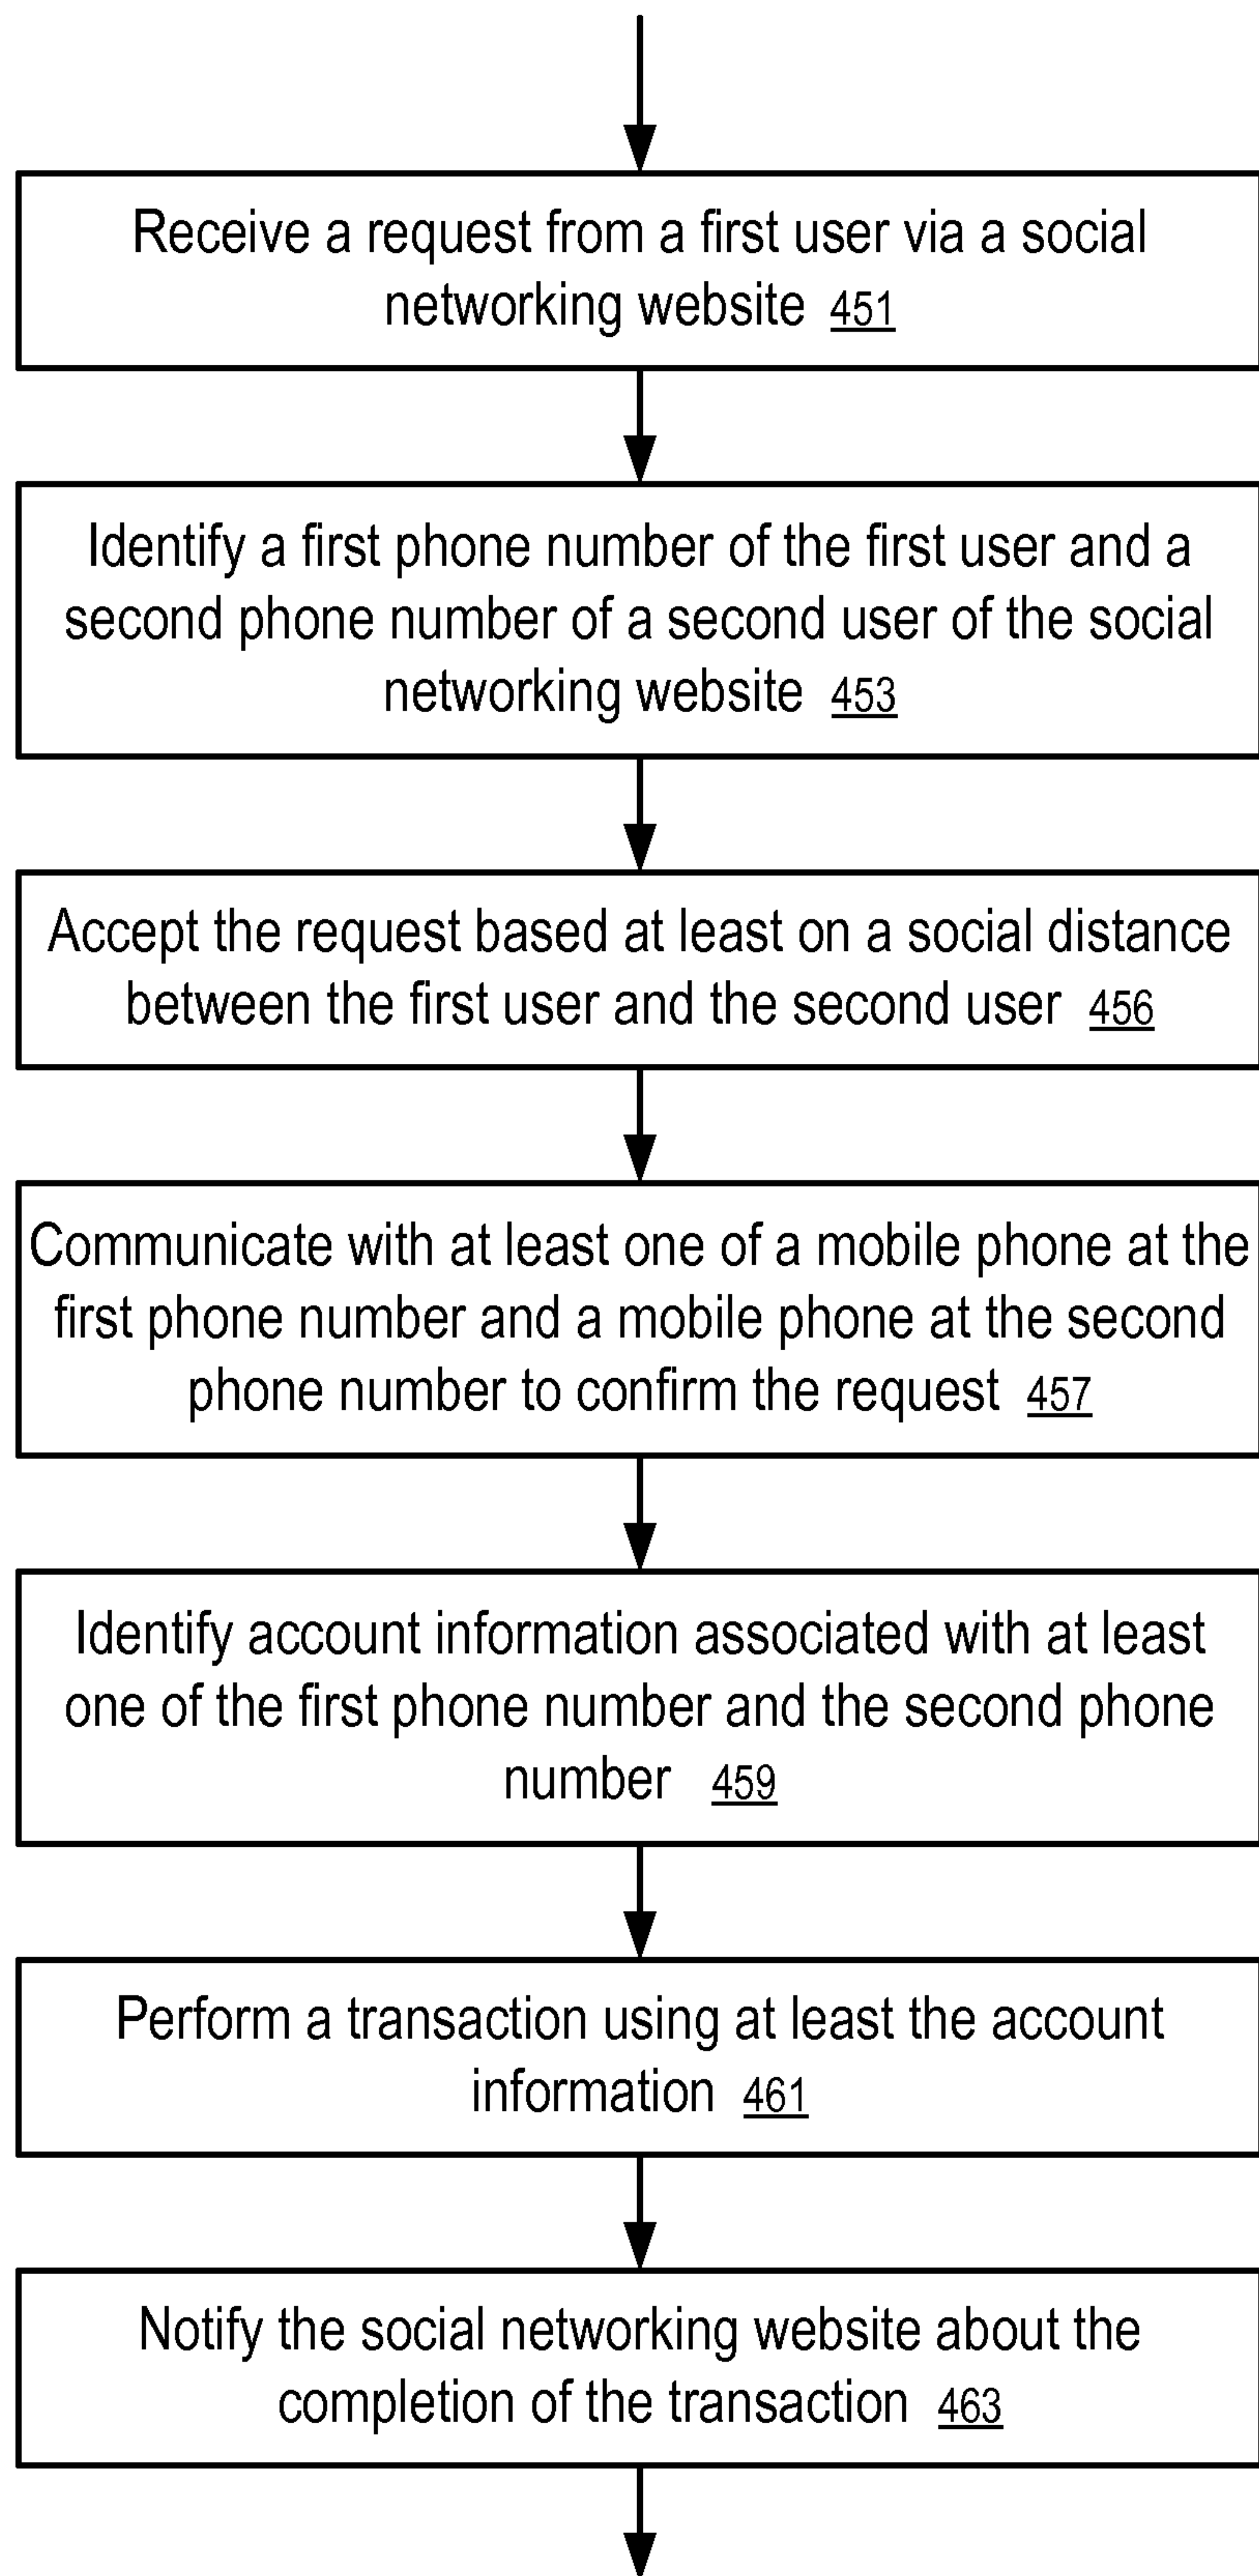 Receive a request from a first user via a social
networking website 451
Identify a first phone number of the first user and a
second phone number of a second user of the social
networking website 453
Accept the request based at least on a social distance
between the first user and the second user 456
Communicate with at least one of a mobile phone at the
first phone number and a mobile phone at the second
phone number to confirm the request 457
Identify account information associated with at least
one of the first phone number and the second phone
number 459
Perform a transaction using at least the account
information 461
Notify the social networking website about the
completion of the transaction 463